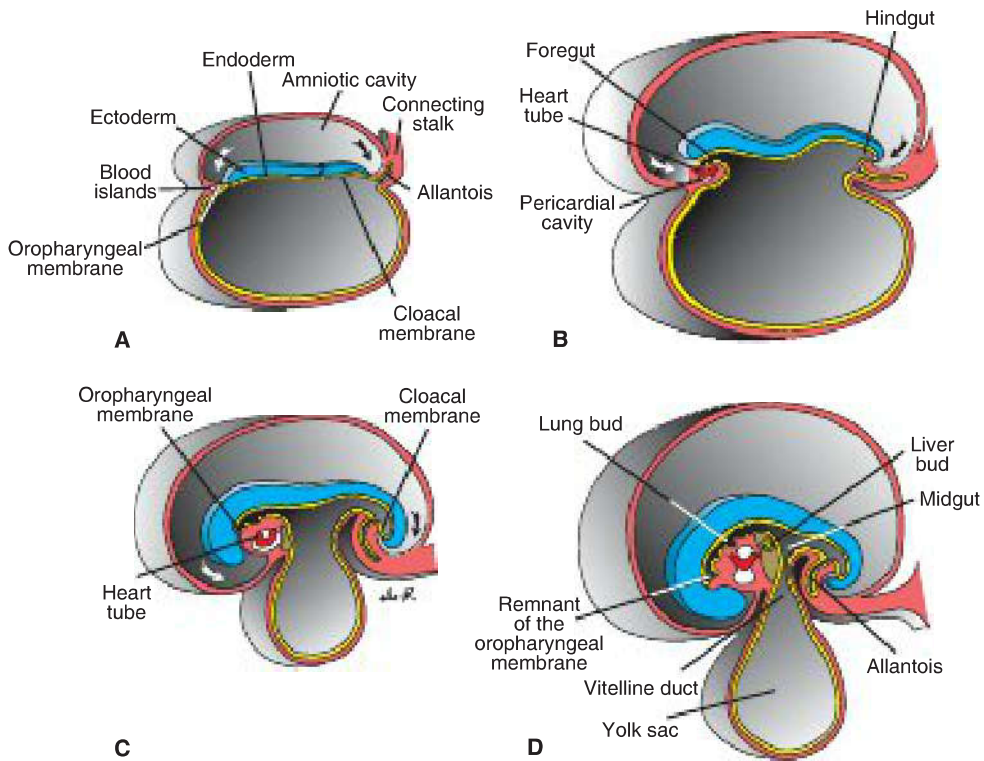 Endoderm
Amniotic cavity
Connecting
stalk
Ectoderm
Blood
islands
Allantois
Oropharyngeal
membrane
Cloacal
membrane
A
Hindgut
Foregut
Heart
tube
Pericardial
cavity
B
Oropharyngeal
membrane
Cloacal
membrane
Heart
tube
C
Lung bud
Liver
bud
Midgut
Remnant
of the
oropharyngeal
membrane
Allantois
Vitelline duct
Yolk sac
D